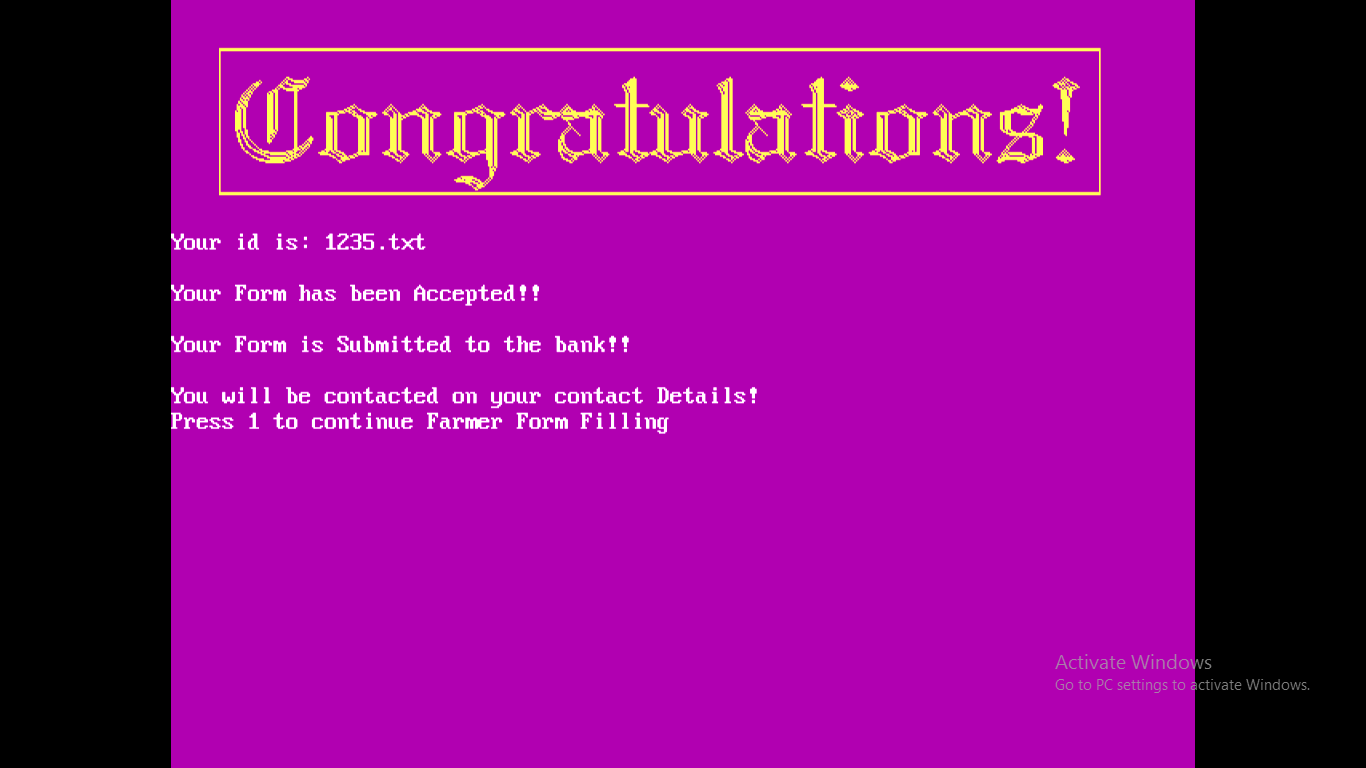 Congratulations!
Your id is: 1235.txt
Your Form has been Accepted!!
Your Form is Submitted to the bank!!
You will be contacted on your contact Details!
Press 1 to continue Farmer Form Filling
Activate Windows
Go to PC settings to activate Windows.